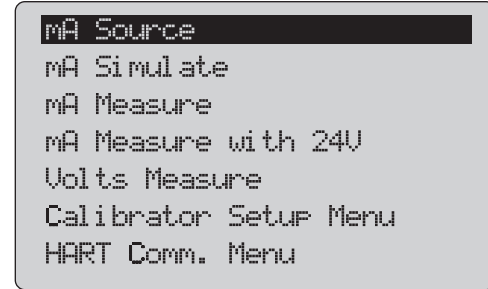 mA Source
mA Simulate
mA Measure
mA Measure with 24V
Volts Measure
Calibrator Setup Menu
HART Comm. Menu